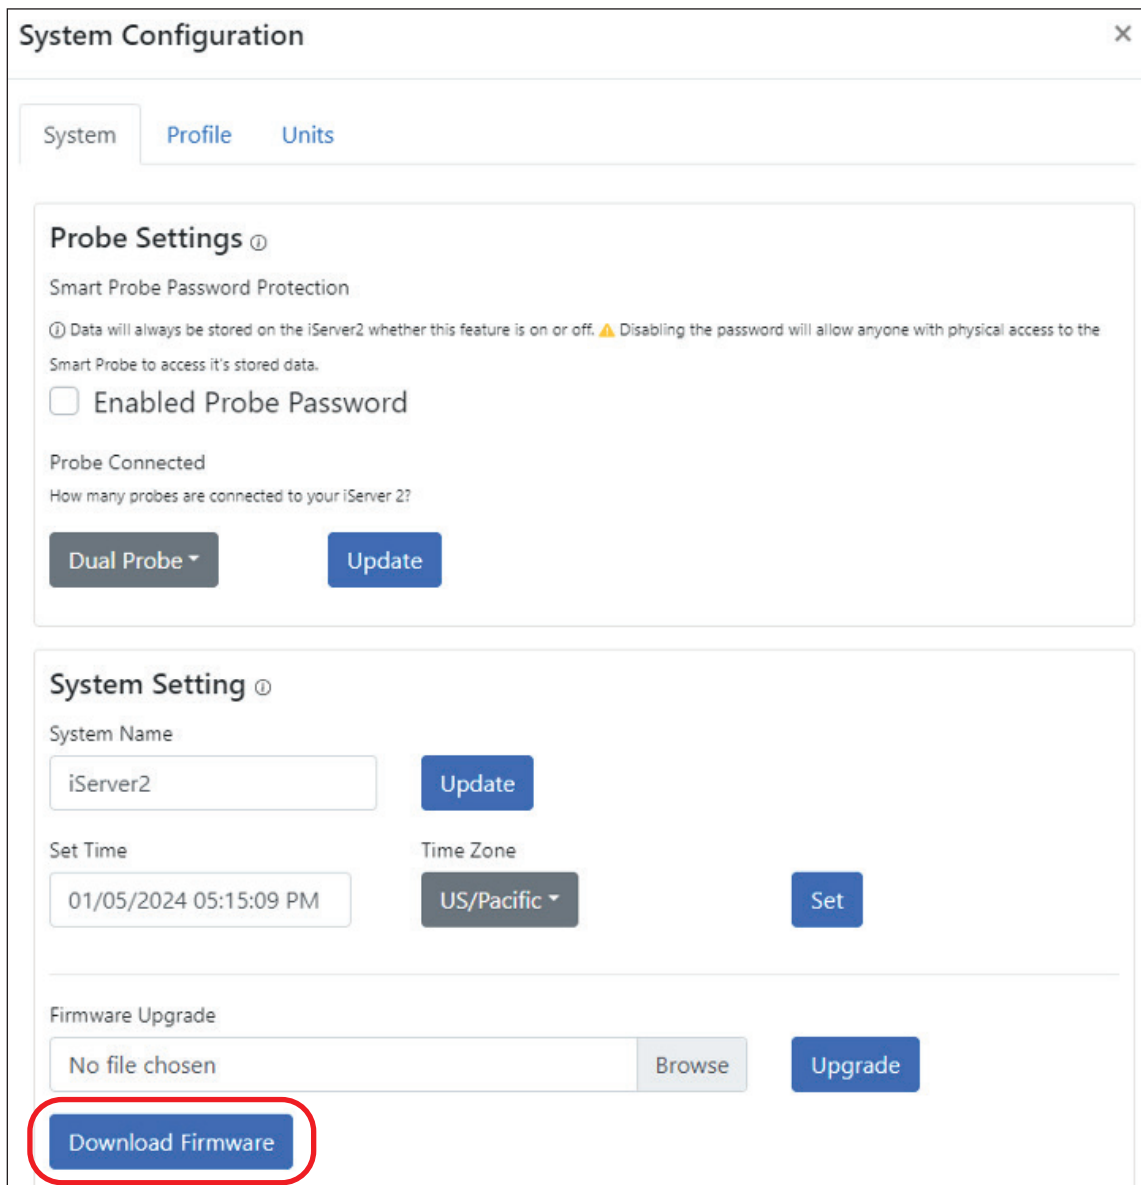 System Configuration ×
System Profile Units
Probe Settings
Smart Probe Password Protection
Data will always be stored on the iServer2 whether this feature is on or off. Disabling the password will allow anyone with physical access to the
Smart Probe to access it's stored data.
Enabled Probe Password
Probe Connected
How many probes are connected to your iServer 2?
Dual Probe Update
System Setting
System Name
iServer2 Update
Set Time Time Zone
01/05/2024 05:15:09 PM US/Pacific Set
Firmware Upgrade
No file chosen Browse Upgrade
Download Firmware